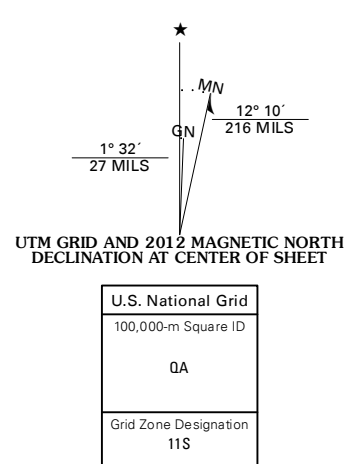 ★
MN
GN
12° 10´
216 MILS
1° 32´
27 MILS
UTM GRID AND 2012 MAGNETIC NORTH
DECLINATION AT CENTER OF SHEET
U.S. National Grid
100,000-m Square ID
QA
Grid Zone Designation
11S